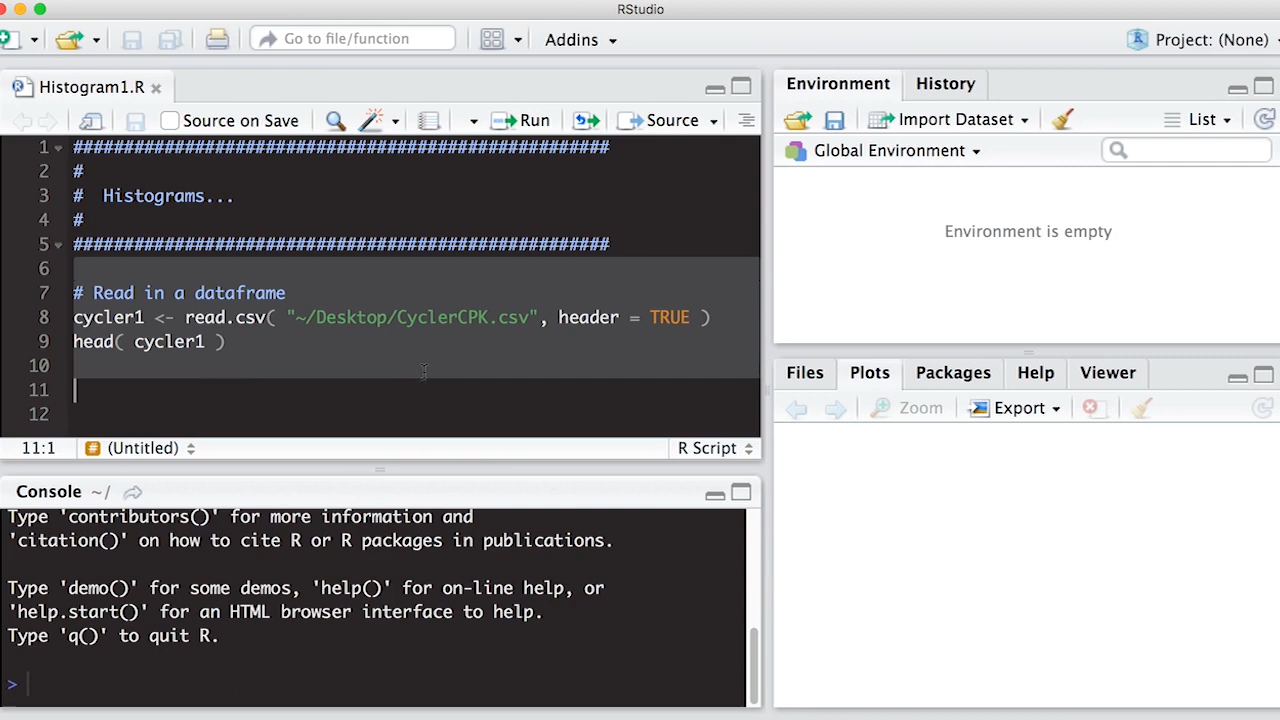 RStudio
Go to file/function
Addins
Project: (None)
Histogram1.R
Source on Save
Run
Source
1 #####################################################
2 #
3 #  Histograms...
4 #
5 #####################################################
6
7 # Read in a dataframe
8 cycler1 <- read.csv( "~/Desktop/CyclerCPK.csv", header = TRUE )
9 head( cycler1 )
10
11
12
11:1
(Untitled)
R Script
Console ~/
Type 'contributors()' for more information and
'citation()' on how to cite R or R packages in publications.
Type 'demo()' for some demos, 'help()' for on-line help, or
'help.start()' for an HTML browser interface to help.
Type 'q()' to quit R.
>
Environment
History
Import Dataset
List
Global Environment
Environment is empty
Files
Plots
Packages
Help
Viewer
Zoom
Export